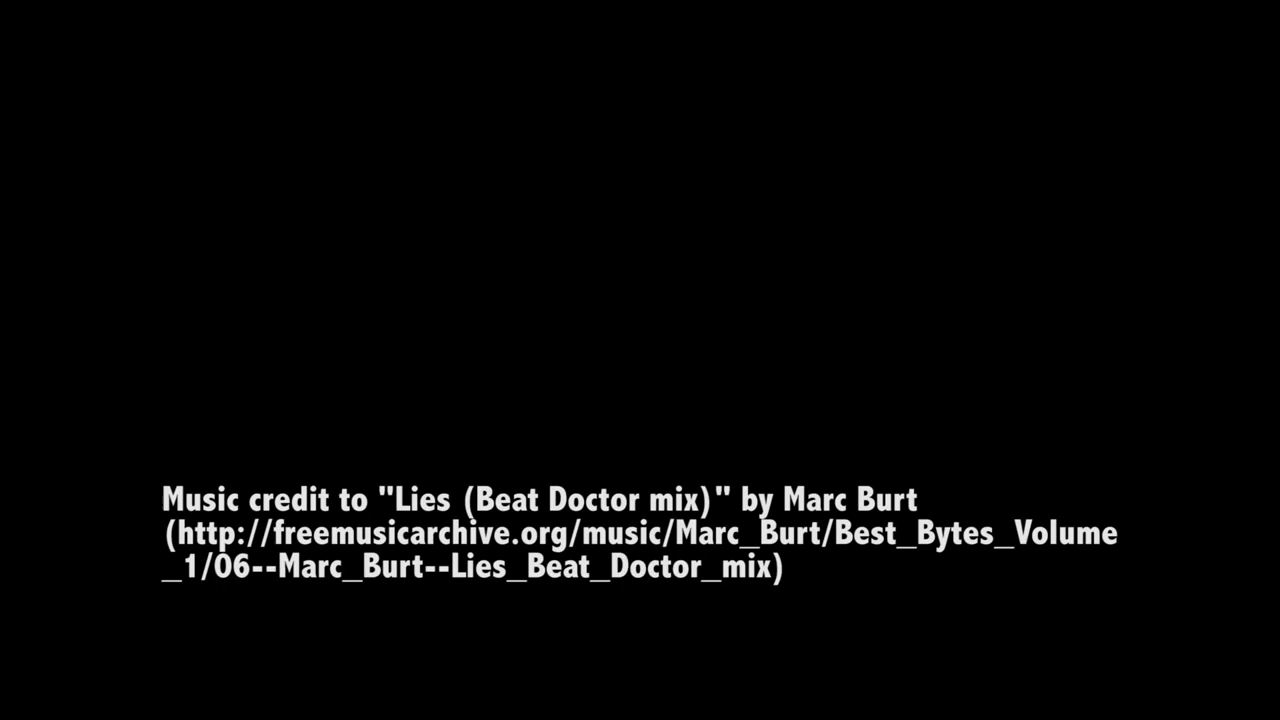 Music credit to "Lies (Beat Doctor mix)" by Marc Burt
(http://freemusicarchive.org/music/Marc_Burt/Best_Bytes_Volume
_1/06--Marc_Burt--Lies_Beat_Doctor_mix)